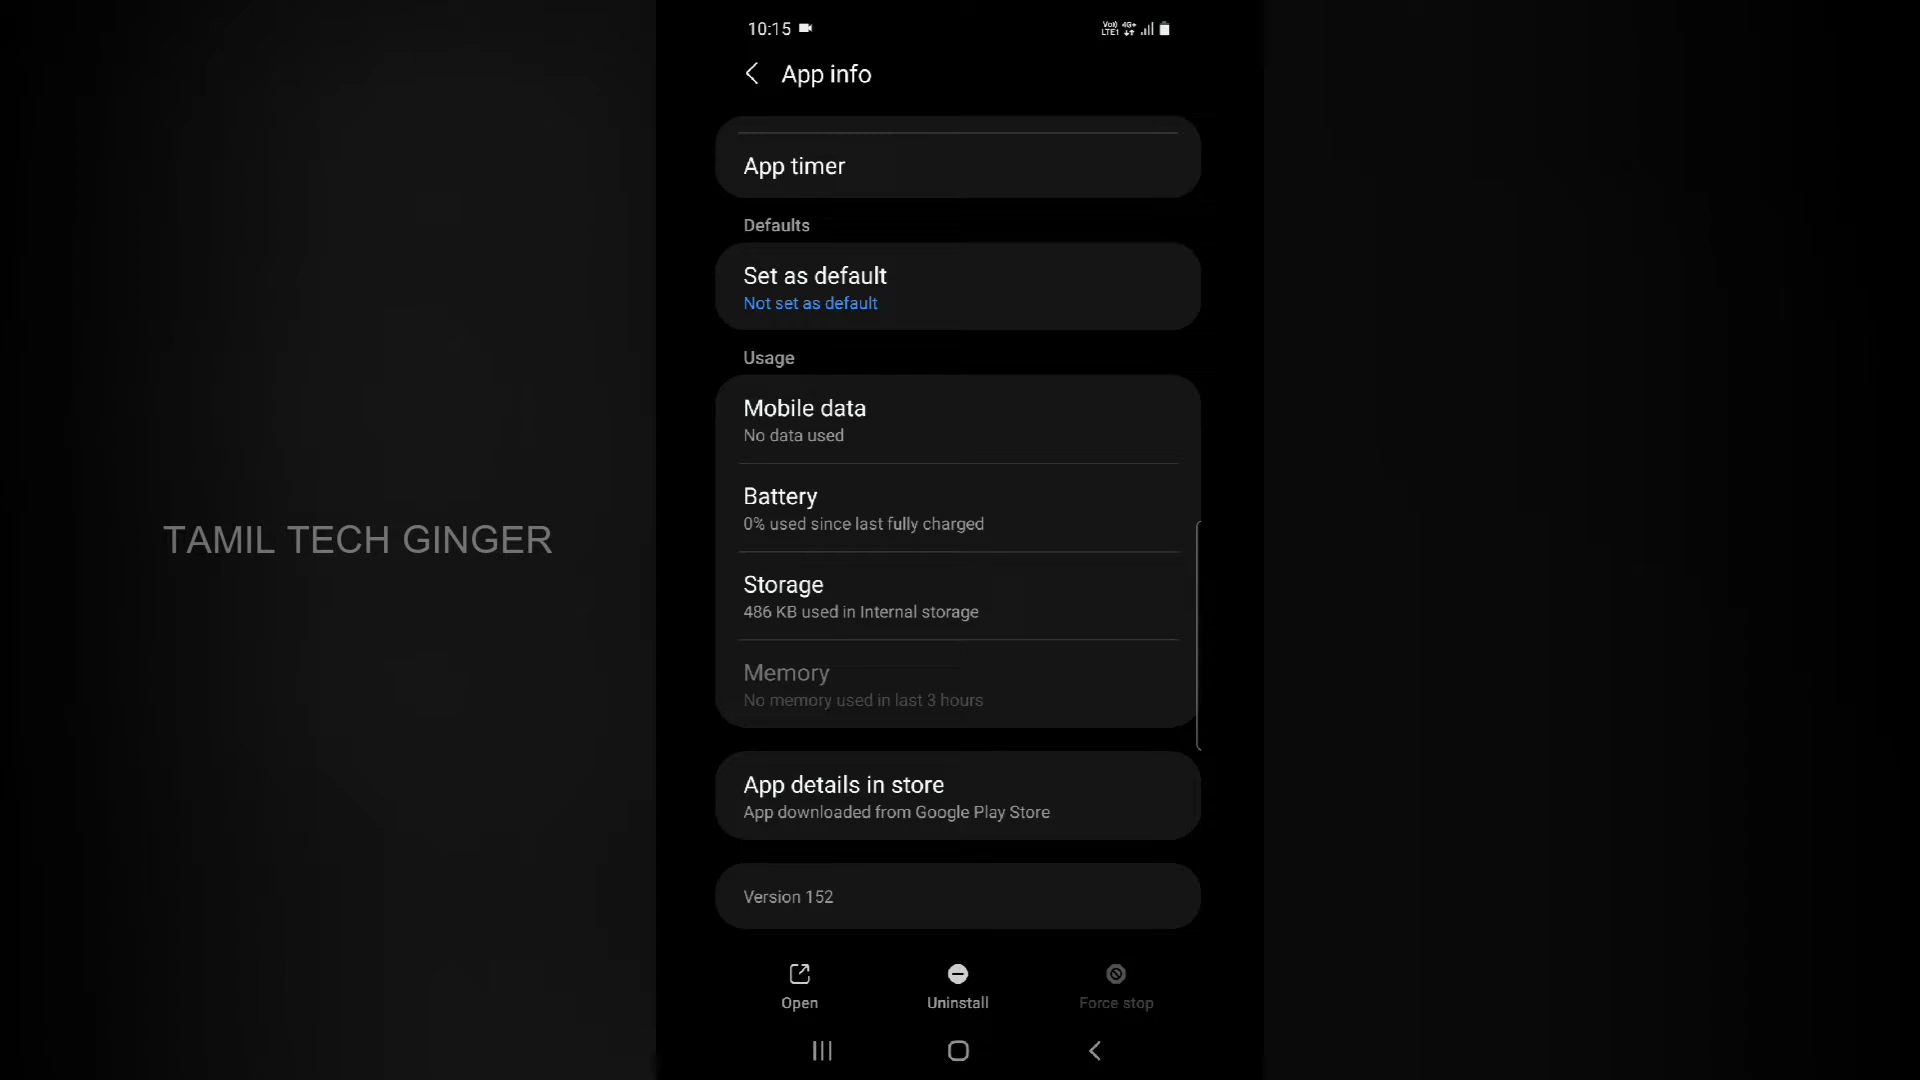 10:15
Vo)) 4G+
LTE1
App info
App timer
Defaults
Set as default
Not set as default
Usage
Mobile data
No data used
Battery
0% used since last fully charged
TAMIL TECH GINGER
Storage
486 KB used in Internal storage
Memory
No memory used in last 3 hours
App details in store
App downloaded from Google Play Store
Version 152
Open
Uninstall
Force stop